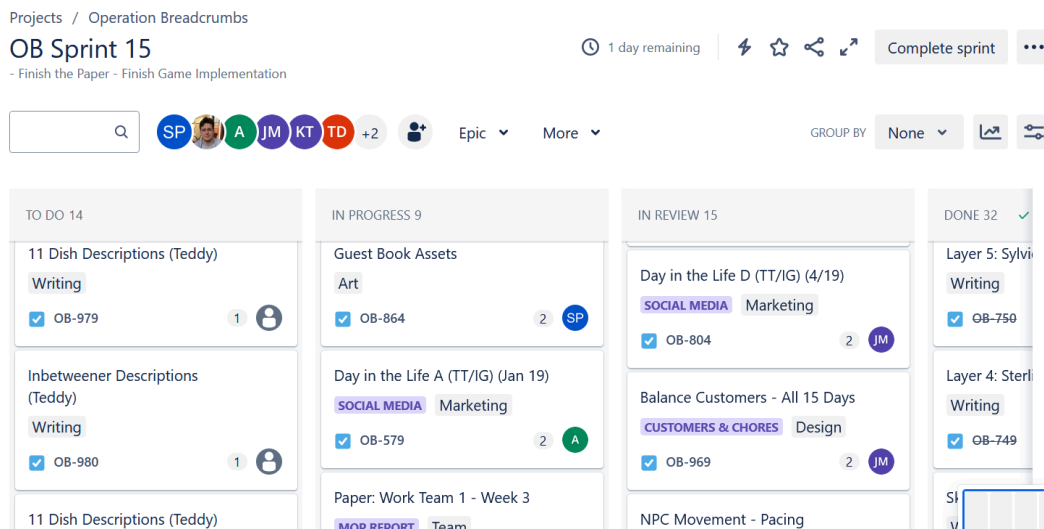 Projects / Operation Breadcrumbs
OB Sprint 15
- Finish the Paper - Finish Game Implementation
1 day remaining
Complete sprint
SP
A
JM
KT
TD
+2
Epic
More
GROUP BY
None
TO DO 14
11 Dish Descriptions (Teddy)
Writing
OB-979
1
Inbetweener Descriptions
(Teddy)
Writing
OB-980
1
11 Dish Descriptions (Teddy)
IN PROGRESS 9
Guest Book Assets
Art
OB-864
2 SP
Day in the Life A (TT/IG) (Jan 19)
SOCIAL MEDIA Marketing
OB-579
2 A
Paper: Work Team 1 - Week 3
MQP REPORT Team
IN REVIEW 15
Day in the Life D (TT/IG) (4/19)
SOCIAL MEDIA Marketing
OB-804
2 JM
Balance Customers - All 15 Days
CUSTOMERS & CHORES Design
OB-969
2 JM
NPC Movement - Pacing
DONE 32
Layer 5:
Writing
OB-750
Layer 4:
Writing
OB-749